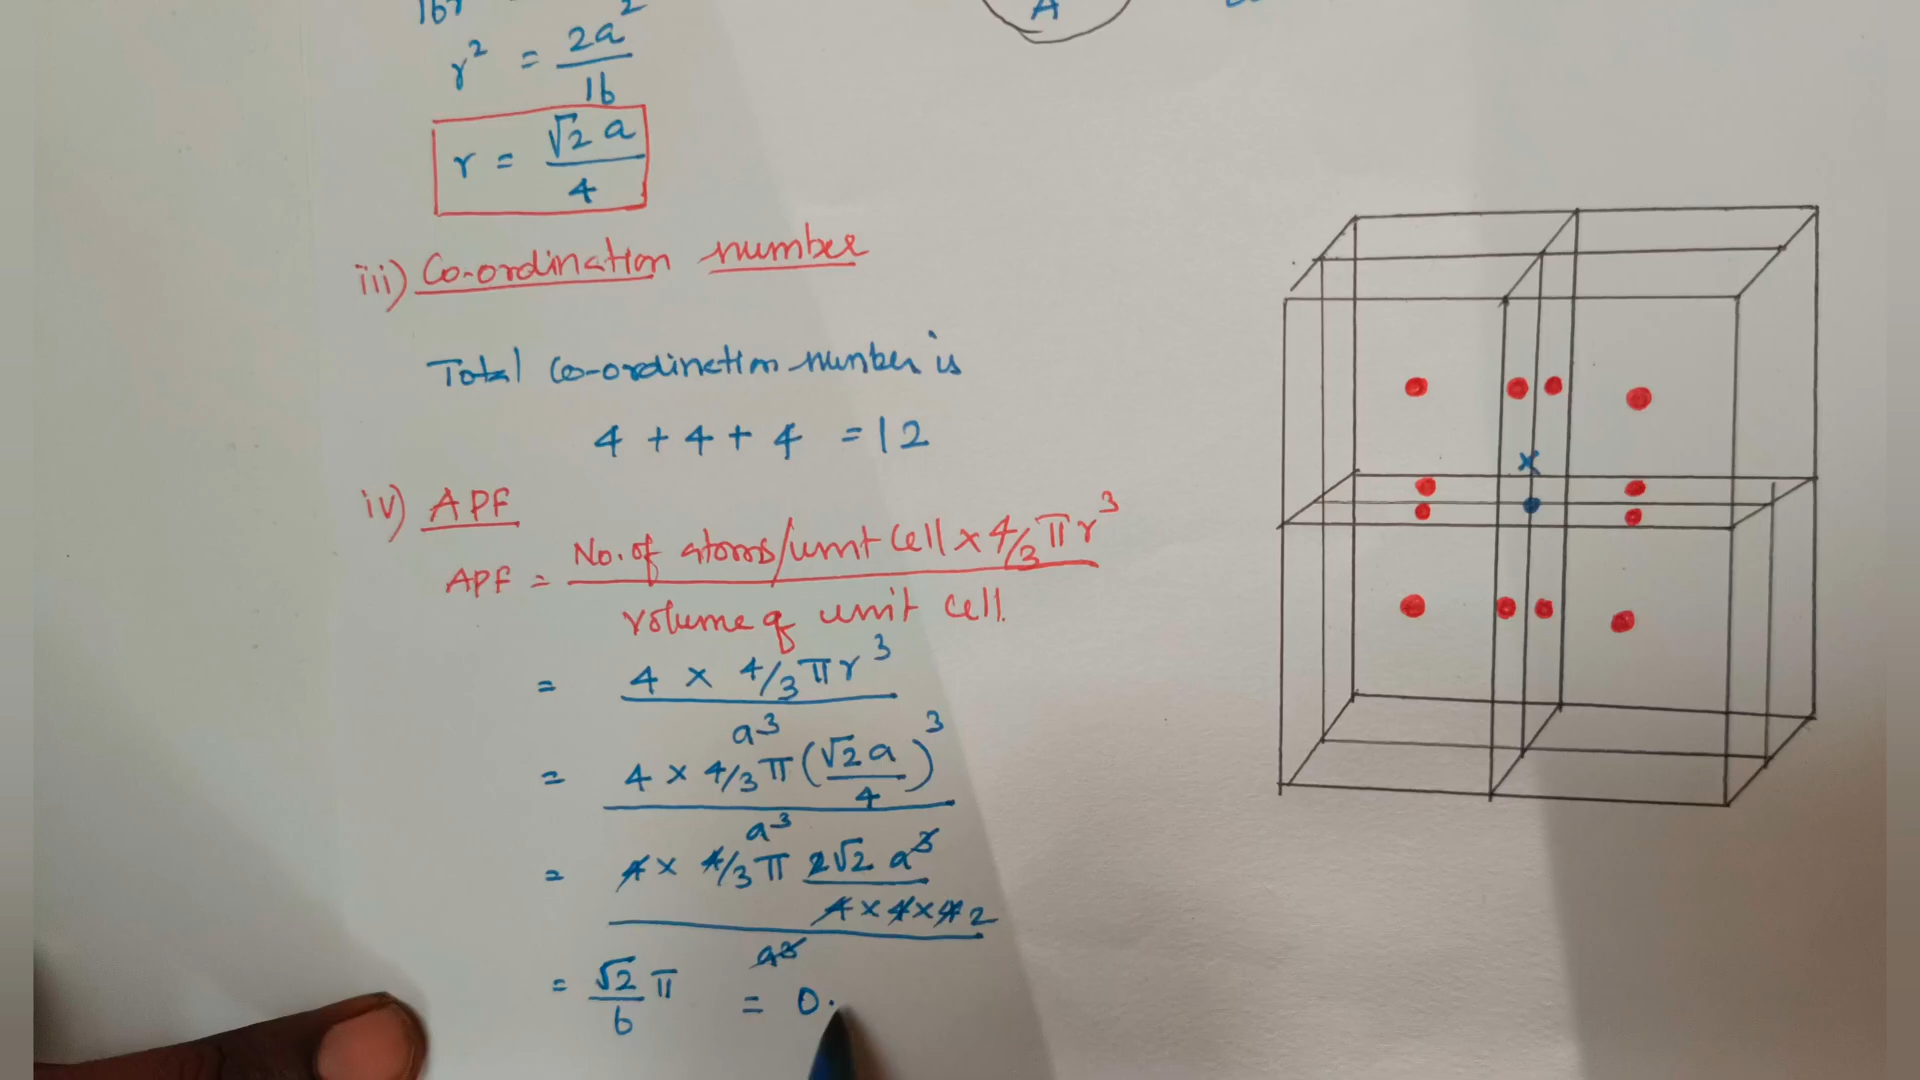 r² = 2a²/16
r = √2 a/4
A
iii) Co-ordination number
Total Co-ordination number is
4 + 4 + 4 = 12
iv) APF
APF = No. of atoms/unit cell × 4/3 π r³
volume of unit cell.
= 4 × 4/3 π r³
a³
= 4 × 4/3 π (√2 a/4)³
a³
= 4 × 4/3 π 2√2 a³
4 × 4 × 4 2
a³
= √2/6 π = 0.
x